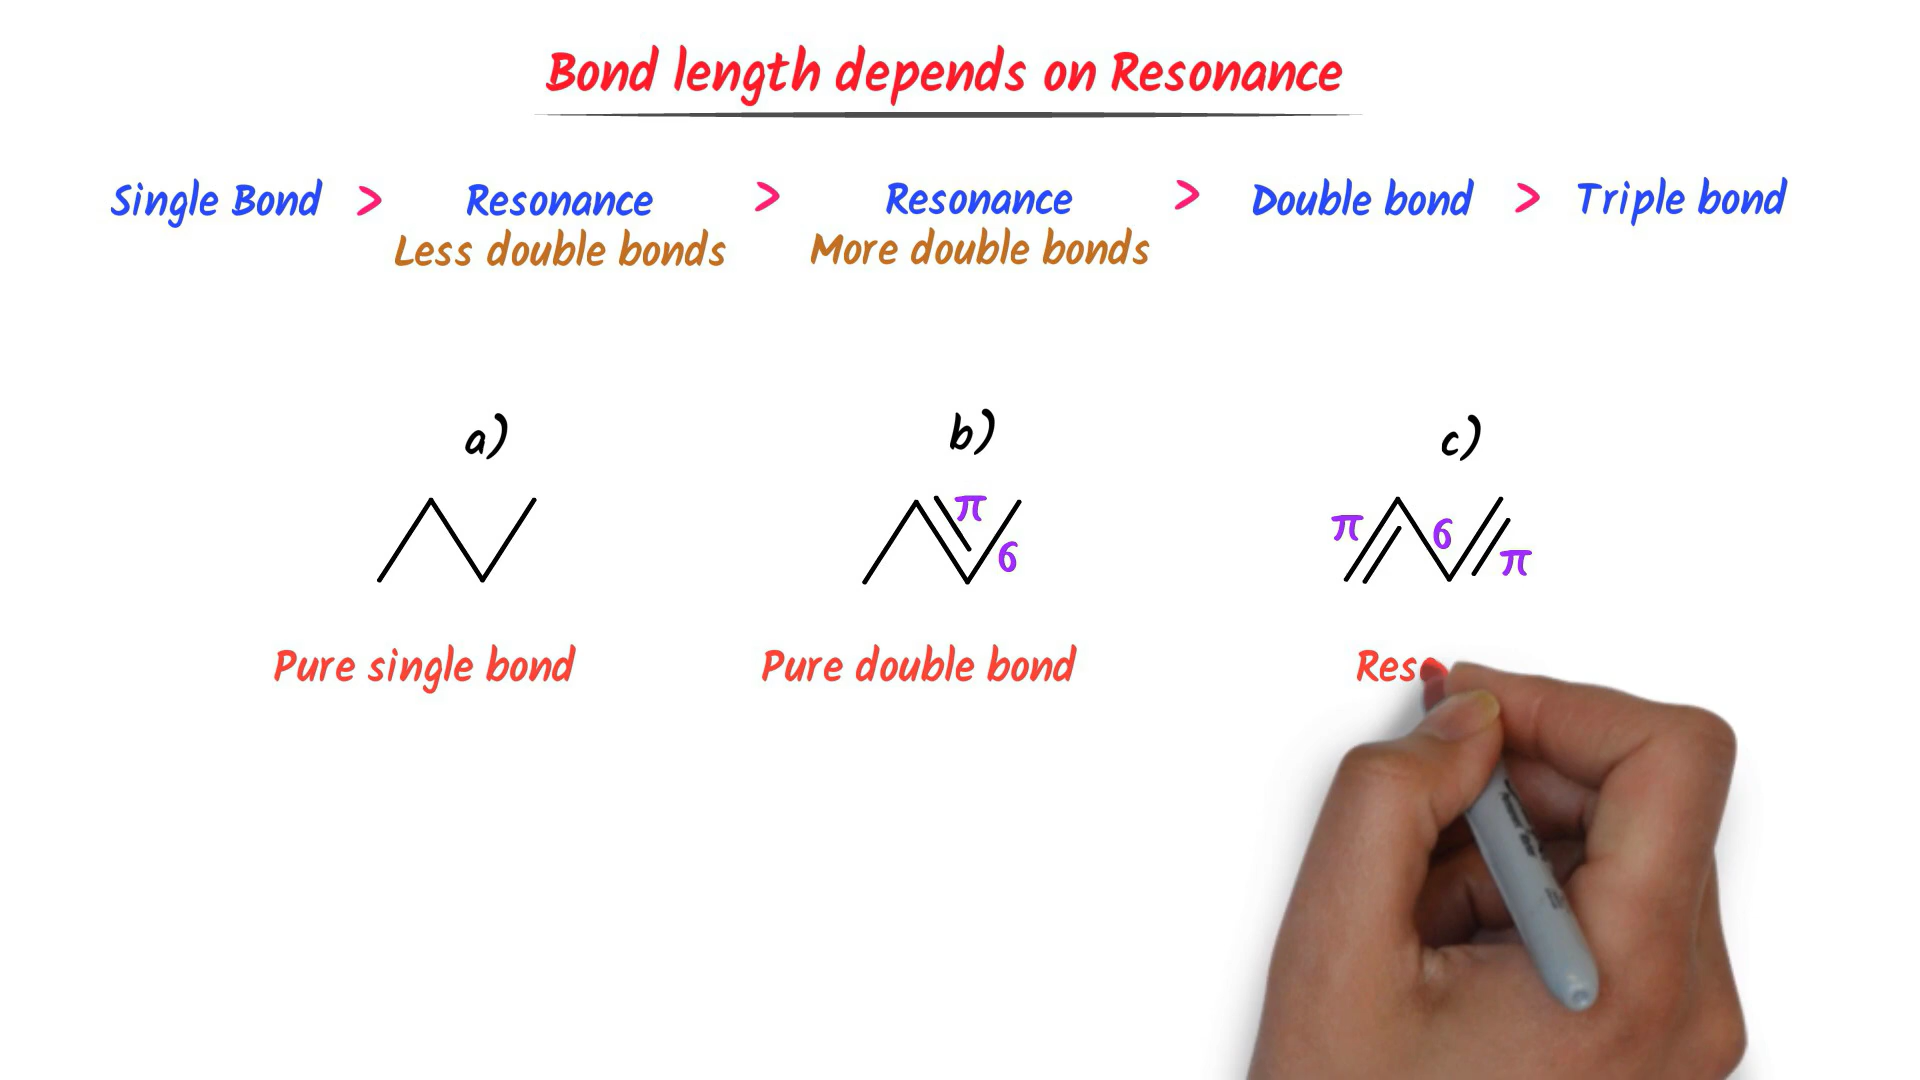 Bond length depends on Resonance
Single Bond > Resonance > Resonance > Double bond > Triple bond
Less double bonds More double bonds
a) b) c)
π π 6
6 π
Pure single bond Pure double bond Reso